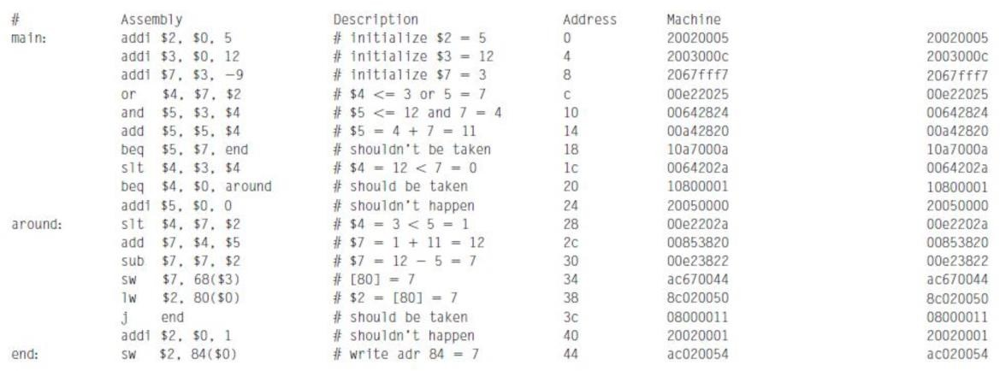 # Assembly Description Address Machine
main: addi $2, $0, 5 # initialize $2 = 5 0 20020005 20020005
addi $3, $0, 12 # initialize $3 = 12 4 2003000c 2003000c
addi $7, $3, −9 # initialize $7 = 3 8 2067fff7 2067fff7
or $4, $7, $2 # $4 <= 3 or 5 = 7 c 00e22025 00e22025
and $5, $3, $4 # $5 <= 12 and 7 = 4 10 00642824 00642824
add $5, $5, $4 # $5 = 4 + 7 = 11 14 00a42820 00a42820
beq $5, $7, end # shouldn't be taken 18 10a7000a 10a7000a
slt $4, $3, $4 # $4 = 12 < 7 = 0 1c 0064202a 0064202a
beq $4, $0, around # should be taken 20 10800001 10800001
addi $5, $0, 0 # shouldn't happen 24 20050000 20050000
around: slt $4, $7, $2 # $4 = 3 < 5 = 1 28 00e2202a 00e2202a
add $7, $4, $5 # $7 = 1 + 11 = 12 2c 00853820 00853820
sub $7, $7, $2 # $7 = 12 − 5 = 7 30 00e23822 00e23822
sw $7, 68($3) # [80] = 7 34 ac670044 ac670044
lw $2, 80($0) # $2 = [80] = 7 38 8c020050 8c020050
j end # should be taken 3c 08000011 08000011
addi $2, $0, 1 # shouldn't happen 40 20020001 20020001
end: sw $2, 84($0) # write adr 84 = 7 44 ac020054 ac020054